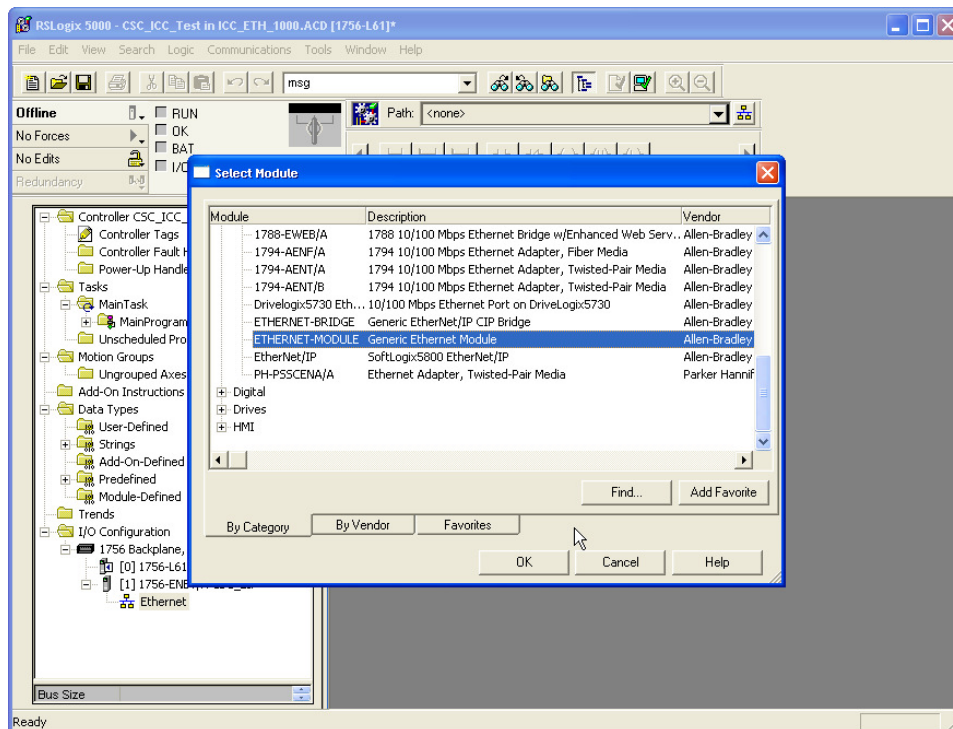 RSLogix 5000 - CSC_ICC_Test in ICC_ETH_1000.ACD [1756-L61]*
File Edit View Search Logic Communications Tools Window Help
msg
Offline
RUN
Path: <none>
No Forces
OK
No Edits
BAT
Redundancy
I/O
Select Module
Module Description Vendor
1788-EWEB/A 1788 10/100 Mbps Ethernet Bridge w/Enhanced Web Serv.. Allen-Bradley
1794-AENF/A 1794 10/100 Mbps Ethernet Adapter, Fiber Media Allen-Bradley
1794-AENT/A 1794 10/100 Mbps Ethernet Adapter, Twisted-Pair Media Allen-Bradley
1794-AENT/B 1794 10/100 Mbps Ethernet Adapter, Twisted-Pair Media Allen-Bradley
Drivelogix5730 Eth... 10/100 Mbps Ethernet Port on DriveLogix5730 Allen-Bradley
ETHERNET-BRIDGE Generic EtherNet/IP CIP Bridge Allen-Bradley
ETHERNET-MODULE Generic Ethernet Module Allen-Bradley
EtherNet/IP SoftLogix5800 EtherNet/IP Allen-Bradley
PH-PSSCENA/A Ethernet Adapter, Twisted-Pair Media Parker Hannif
Digital
Drives
HMI
Find... Add Favorite
By Category By Vendor Favorites
OK Cancel Help
Controller CSC_ICC_
Controller Tags
Controller Fault H
Power-Up Handle
Tasks
MainTask
MainProgram
Unscheduled Pro
Motion Groups
Ungrouped Axes
Add-On Instructions
Data Types
User-Defined
Strings
Add-On-Defined
Predefined
Module-Defined
Trends
I/O Configuration
1756 Backplane,
[0] 1756-L61
[1] 1756-ENB
Ethernet
Bus Size
Ready